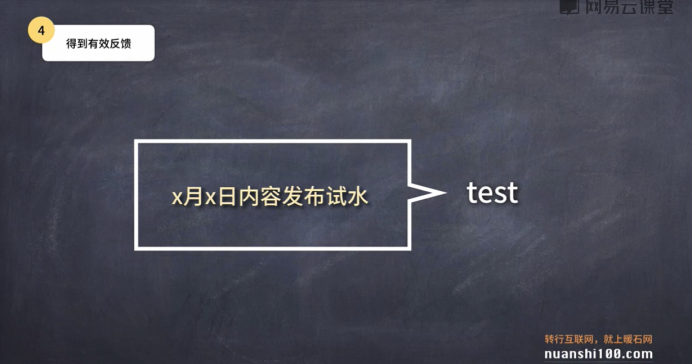 网易云课堂
4
得到有效反馈
x月x日内容发布试水
test
转行互联网，就上暖石网
nuanshi100.com